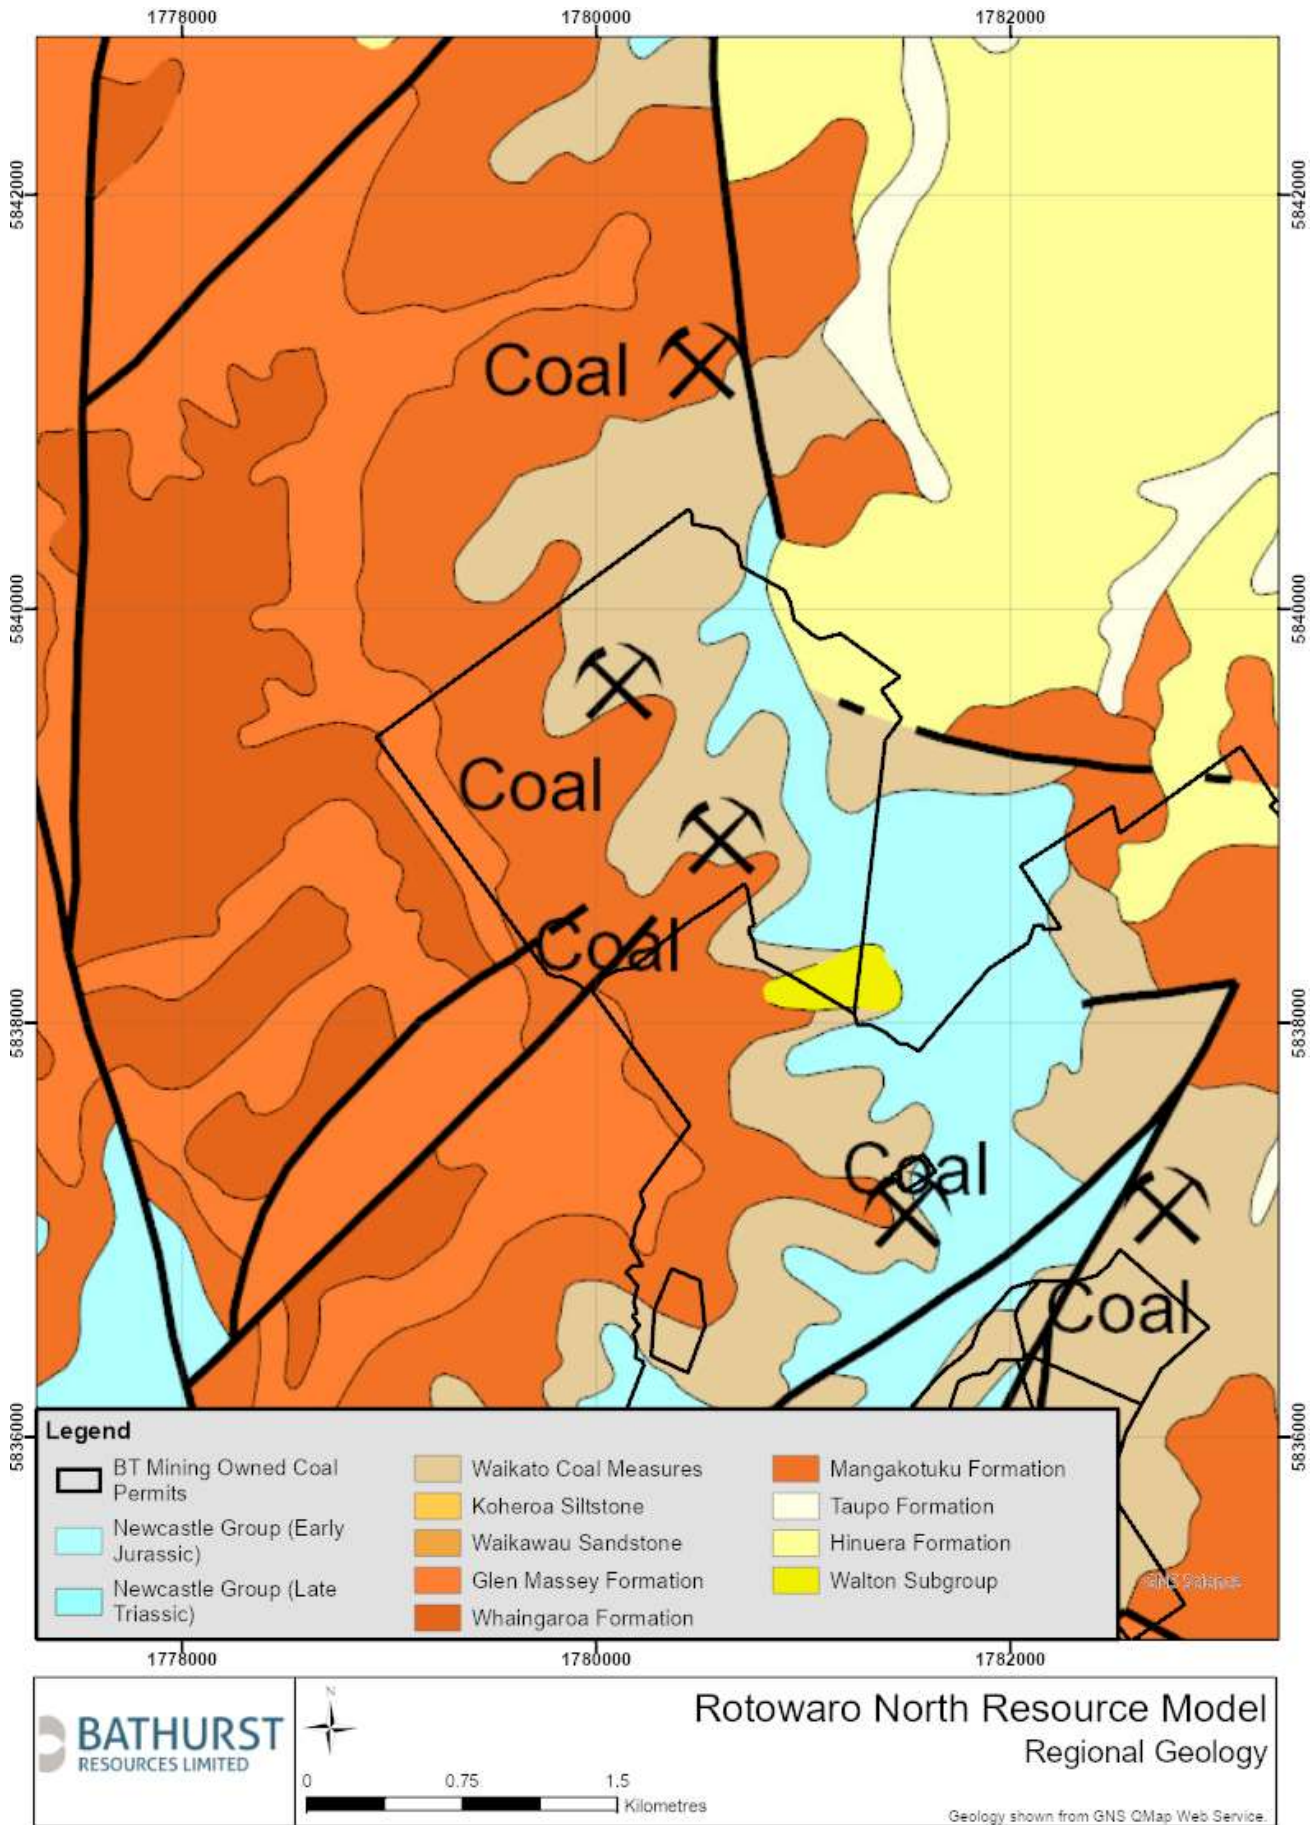 1778000 1780000 1782000
5842000 5842000
Coal
5840000 5840000
Coal
Coal
5838000 5838000
Coal
Coal
5836000 5836000
Legend
BT Mining Owned Coal
Permits
Newcastle Group (Early
Jurassic)
Newcastle Group (Late
Triassic)
Waikato Coal Measures
Koheroa Siltstone
Waikawau Sandstone
Glen Massey Formation
Whaingaroa Formation
Mangakotuku Formation
Taupo Formation
Hinuera Formation
Walton Subgroup
GNS Science
1778000 1780000 1782000
BATHURST
RESOURCES LIMITED
N
0 0.75 1.5
Kilometres
Rotowaro North Resource Model
Regional Geology
Geology shown from GNS QMap Web Service.